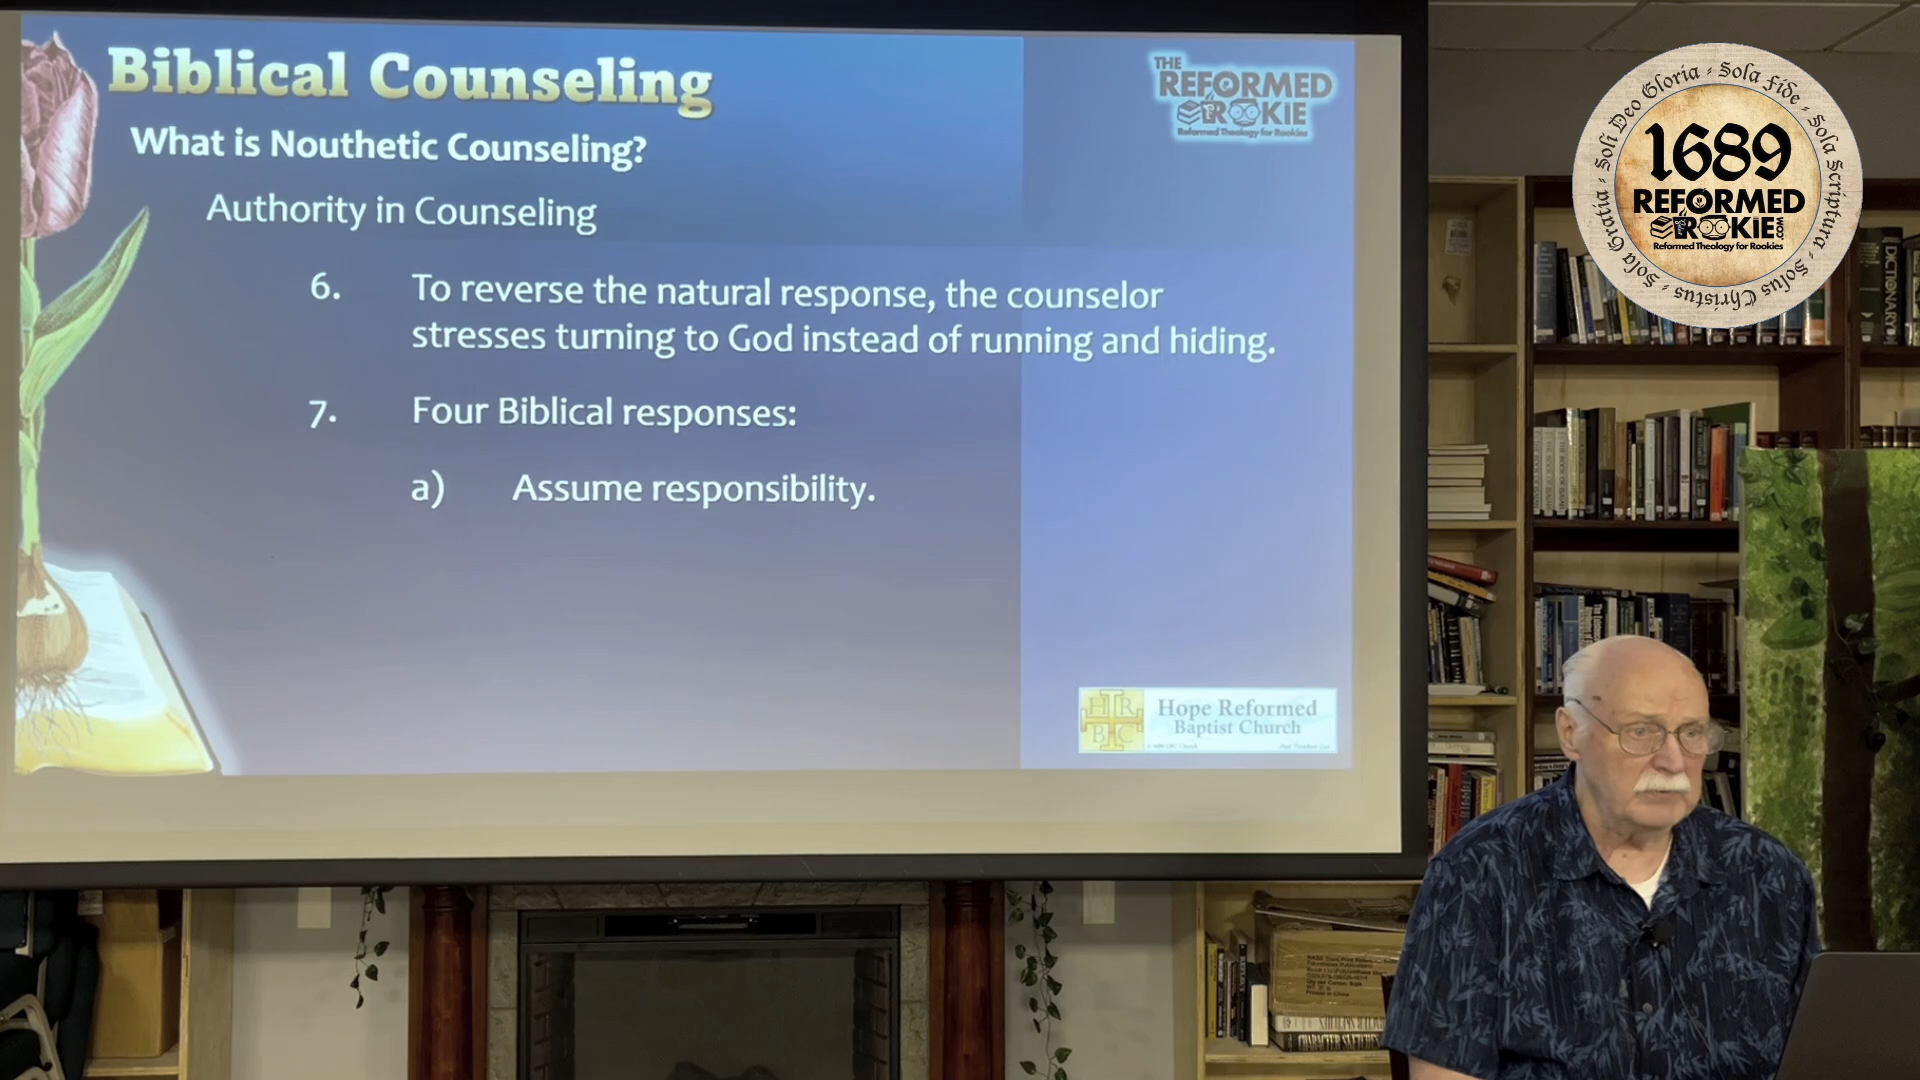 Biblical Counseling
What is Nouthetic Counseling?
Authority in Counseling
6. To reverse the natural response, the counselor
stresses turning to God instead of running and hiding.
7. Four Biblical responses:
a) Assume responsibility.
THE
REFORMED
ROOKIE
Reformed Theology for Rookies
H R
B C
Hope Reformed
Baptist Church
Soli Deo Gloria - Sola Fide - Sola Scriptura - Solus Christus - Sola Gratia -
1689
REFORMED
THE ROOKIE.COM
Reformed Theology for Rookies
DICTIONARY